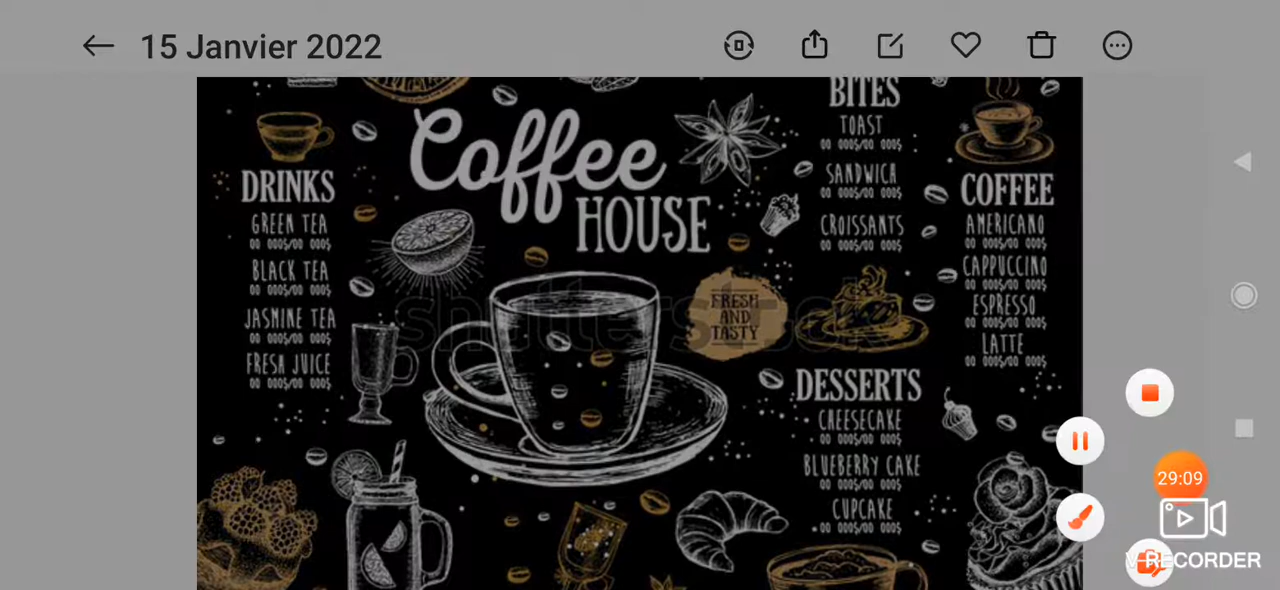 15 Janvier 2022
Coffee
HOUSE
DRINKS
GREEN TEA
00 000$/00 000$
BLACK TEA
00 000$/00 000$
JASMINE TEA
00 000$/00 000$
FRESH JUICE
00 000$/00 000$
FRESH
AND
TASTY
BITES
TOAST
00 000$/00 000$
SANDWICH
00 000$/00 000$
CROISSANTS
00 000$/00 000$
COFFEE
AMERICANO
00 000$/00 000$
CAPPUCCINO
00 000$/00 000$
ESPRESSO
00 000$/00 000$
LATTE
00 000$/00 000$
DESSERTS
CHEESECAKE
00 000$/00 000$
BLUEBERRY CAKE
00 000$/00 000$
CUPCAKE
00 000$/00 000$
shutterstock
29:09
V RECORDER